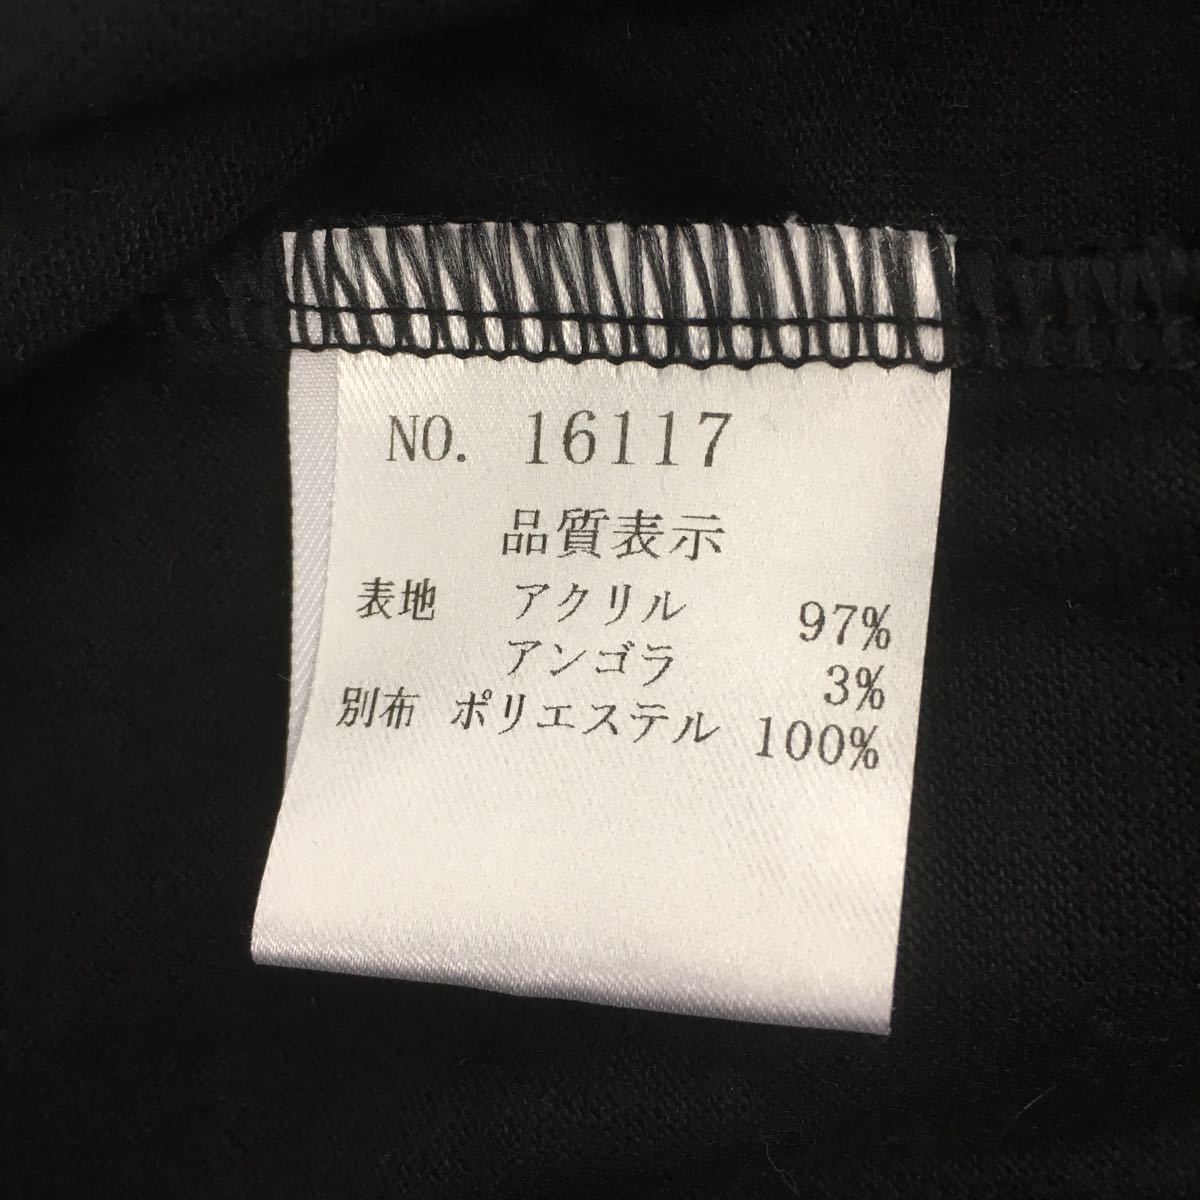 NO. 16117
品質表示
表地 アクリル 97%
アンゴラ 3%
別布 ポリエステル 100%